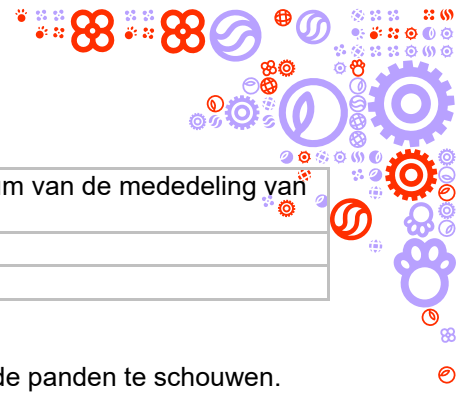 van de mededeling van
de panden te schouwen.